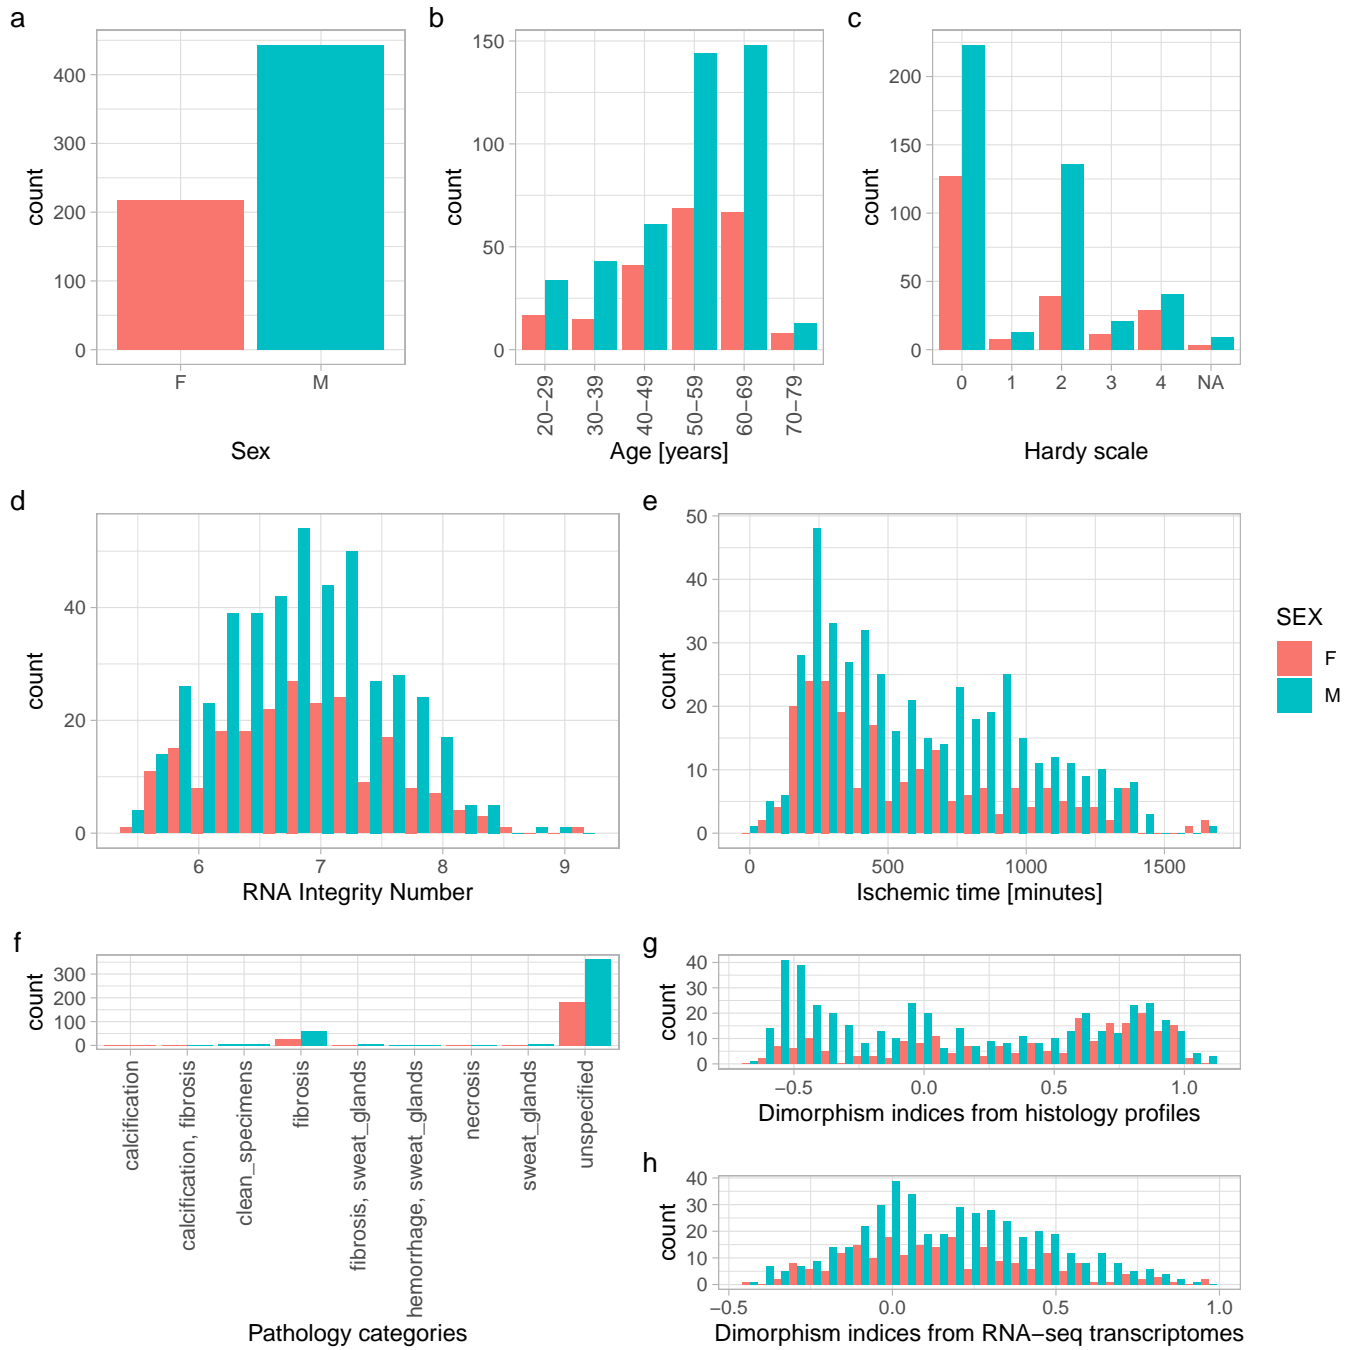 a
count
400
300
200
100
0
F
M
Sex
b
count
150
100
50
0
20−29
30−39
40−49
50−59
60−69
70−79
Age [years]
c
count
200
150
100
50
0
0
1
2
3
4
NA
Hardy scale
d
count
40
20
0
6
7
8
9
RNA Integrity Number
e
count
50
40
30
20
10
0
0
500
1000
1500
Ischemic time [minutes]
SEX
F
M
f
count
300
200
100
0
calcification
calcification, fibrosis
clean_specimens
fibrosis
fibrosis, sweat_glands
hemorrhage, sweat_glands
necrosis
sweat_glands
unspecified
Pathology categories
g
count
40
30
20
10
0
−0.5
0.0
0.5
1.0
Dimorphism indices from histology profiles
h
count
40
30
20
10
0
−0.5
0.0
0.5
1.0
Dimorphism indices from RNA−seq transcriptomes